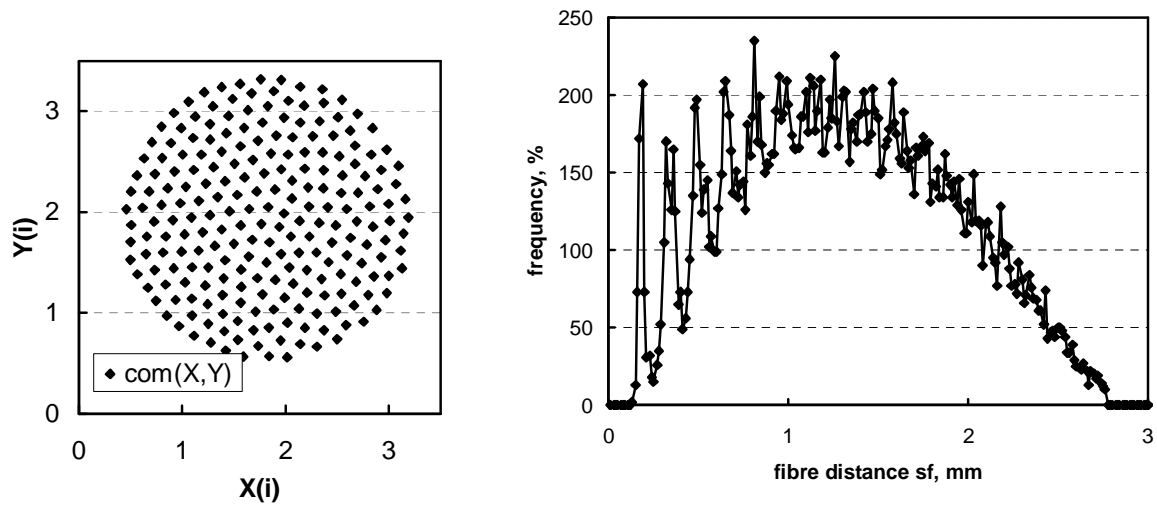 Y(i)
3
2
1
0
com(X,Y)
0 1 2 3
X(i)
frequency, %
250
200
150
100
50
0
0 1 2 3
fibre distance sf, mm